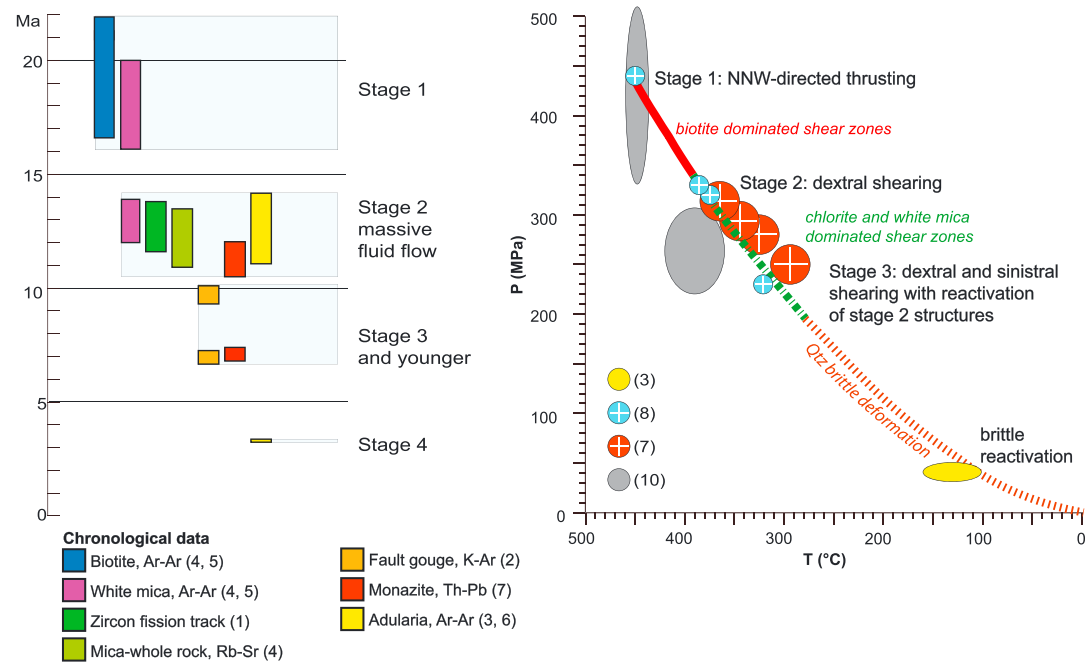 Ma
20
15
10
5
0
Stage 1
Stage 2
massive
fluid flow
Stage 3
and younger
Stage 4
Chronological data
Biotite, Ar-Ar (4, 5)
White mica, Ar-Ar (4, 5)
Zircon fission track (1)
Mica-whole rock, Rb-Sr (4)
Fault gouge, K-Ar (2)
Monazite, Th-Pb (7)
Adularia, Ar-Ar (3, 6)
500
400
300
200
100
0
P (MPa)
Stage 1: NNW-directed thrusting
biotite dominated shear zones
Stage 2: dextral shearing
chlorite and white mica
dominated shear zones
Stage 3: dextral and sinistral
shearing with reactivation
of stage 2 structures
Qtz brittle deformation
brittle
reactivation
(3)
(8)
(7)
(10)
500 400 300 200 100 0
T (°C)